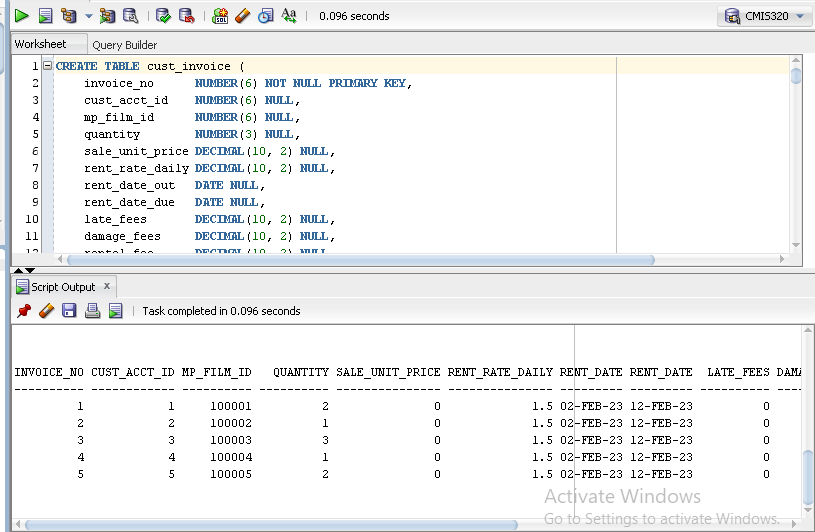 0.096 seconds
CMIS320
Worksheet Query Builder
1 CREATE TABLE cust_invoice (
2 invoice_no NUMBER(6) NOT NULL PRIMARY KEY,
3 cust_acct_id NUMBER(6) NULL,
4 mp_film_id NUMBER(6) NULL,
5 quantity NUMBER(3) NULL,
6 sale_unit_price DECIMAL(10, 2) NULL,
7 rent_rate_daily DECIMAL(10, 2) NULL,
8 rent_date_out DATE NULL,
9 rent_date_due DATE NULL,
10 late_fees DECIMAL(10, 2) NULL,
11 damage_fees DECIMAL(10, 2) NULL,
12 rental_fee DECIMAL(10, 2) NULL,
Script Output x
Task completed in 0.096 seconds
INVOICE_NO CUST_ACCT_ID MP_FILM_ID QUANTITY SALE_UNIT_PRICE RENT_RATE_DAILY RENT_DATE RENT_DATE LATE_FEES DAMA
---------- ------------ ---------- ---------- --------------- --------------- --------- --------- ---------- ----
1 1 100001 2 0 1.5 02-FEB-23 12-FEB-23 0
2 2 100002 1 0 1.5 02-FEB-23 12-FEB-23 0
3 3 100003 3 0 1.5 02-FEB-23 12-FEB-23 0
4 4 100004 1 0 1.5 02-FEB-23 12-FEB-23 0
5 5 100005 2 0 1.5 02-FEB-23 12-FEB-23 0
Activate Windows
Go to Settings to activate Windows.